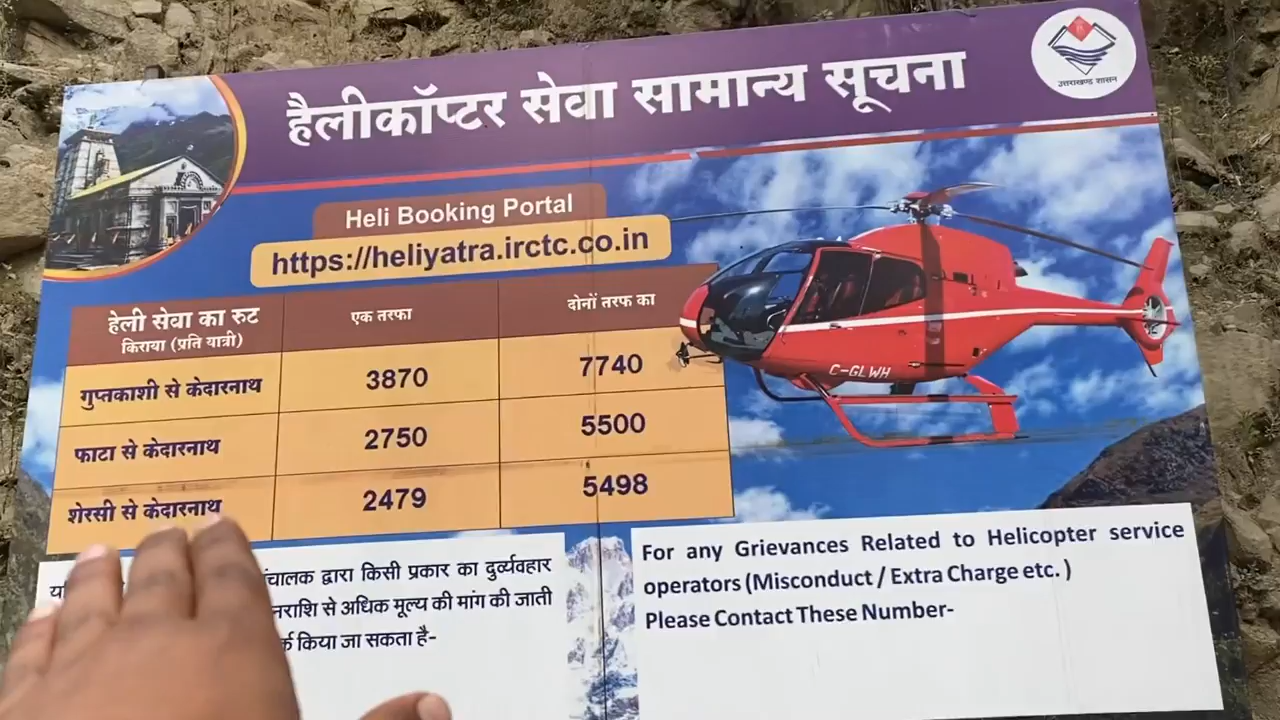 हैलीकॉप्टर सेवा सामान्य सूचना
उत्तराखण्ड शासन
Heli Booking Portal
https://heliyatra.irctc.co.in
हेली सेवा का रुट
किराया (प्रति यात्री)
एक तरफा
दोनों तरफ का
गुप्तकाशी से केदारनाथ
3870
7740
फाटा से केदारनाथ
2750
5500
शेरसी से केदारनाथ
2479
5498
C-GLWH
द्वारा किसी प्रकार का दुर्व्यवहार
से अधिक मूल्य की मांग की जाती
किया जा सकता है-
For any Grievances Related to Helicopter service
operators (Misconduct / Extra Charge etc. )
Please Contact These Number-